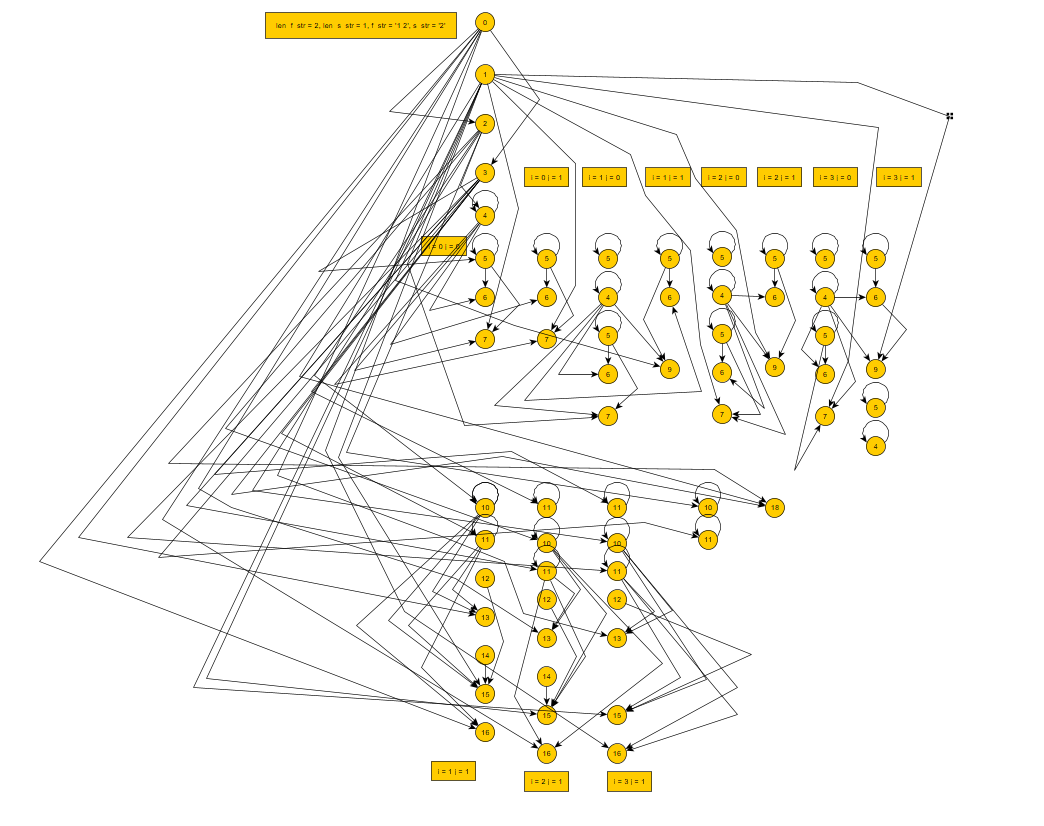 len_f_str = 2, len_s_str = 1, f_str = '1 2', s_str = '2'
0
1
2
3
i = 0 j = 1
i = 1 j = 0
i = 1 j = 1
i = 2 j = 0
i = 2 j = 1
i = 3 j = 0
i = 3 j = 1
4
i = 0 j = 0
5 5 5 5 5 5 5 5
6 6 4 6 4 6 4 6
7 7 5 5 5
6 9 6 9 6 9
7 7 7 5
4
10 11 11 10 18
11 10 10 11
12 11 11
13 12 12
13 13
14
15 14
16 15 15
16 16
i = 1 j = 1
i = 2 j = 1
i = 3 j = 1